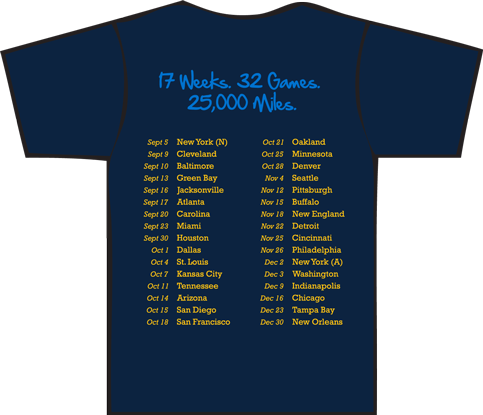 17 Weeks. 32 Games.
25,000 Miles.
Sept 5 New York (N)
Sept 9 Cleveland
Sept 10 Baltimore
Sept 13 Green Bay
Sept 16 Jacksonville
Sept 17 Atlanta
Sept 20 Carolina
Sept 23 Miami
Sept 30 Houston
Oct 1 Dallas
Oct 4 St. Louis
Oct 7 Kansas City
Oct 11 Tennessee
Oct 14 Arizona
Oct 15 San Diego
Oct 18 San Francisco
Oct 21 Oakland
Oct 25 Minnesota
Oct 28 Denver
Nov 4 Seattle
Nov 12 Pittsburgh
Nov 15 Buffalo
Nov 18 New England
Nov 22 Detroit
Nov 25 Cincinnati
Nov 26 Philadelphia
Dec 2 New York (A)
Dec 3 Washington
Dec 9 Indianapolis
Dec 16 Chicago
Dec 23 Tampa Bay
Dec 30 New Orleans